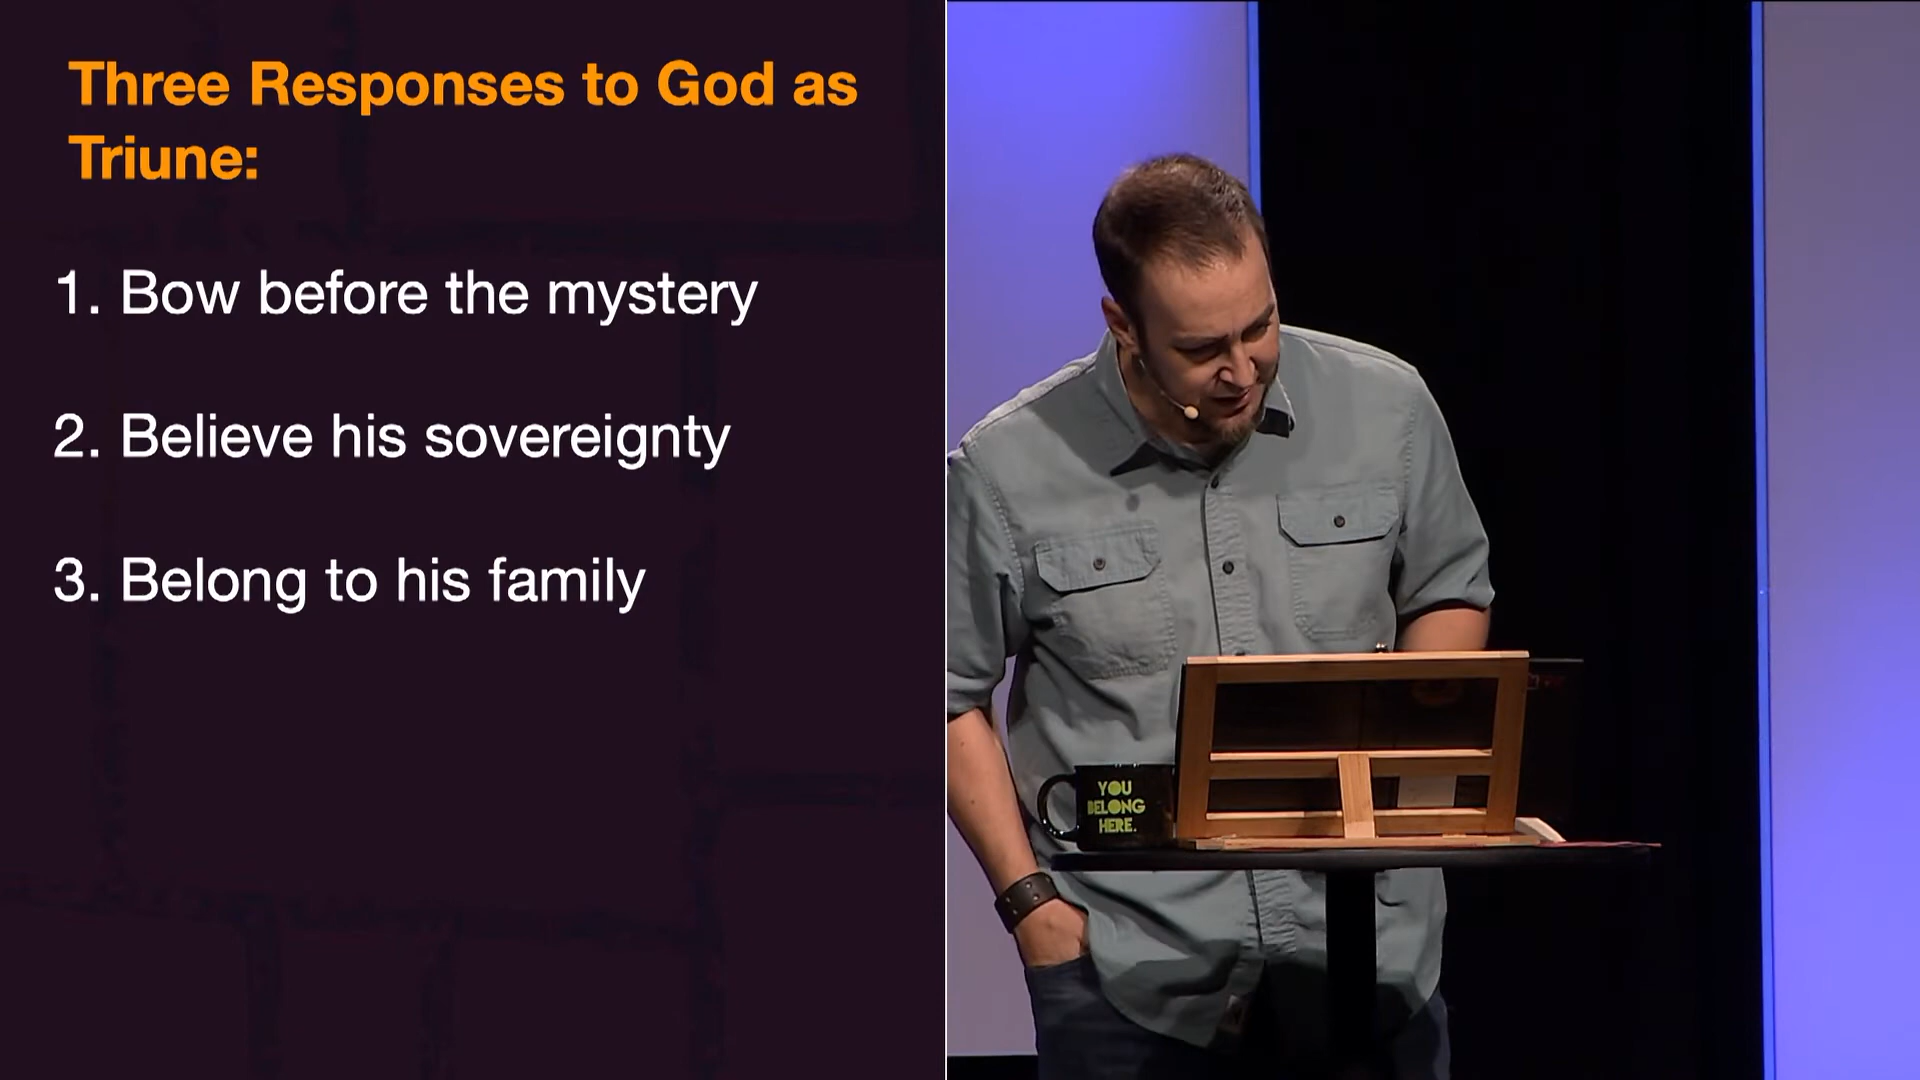 Three Responses to God as
Triune:
1. Bow before the mystery
2. Believe his sovereignty
3. Belong to his family
YOU
BELONG
HERE.